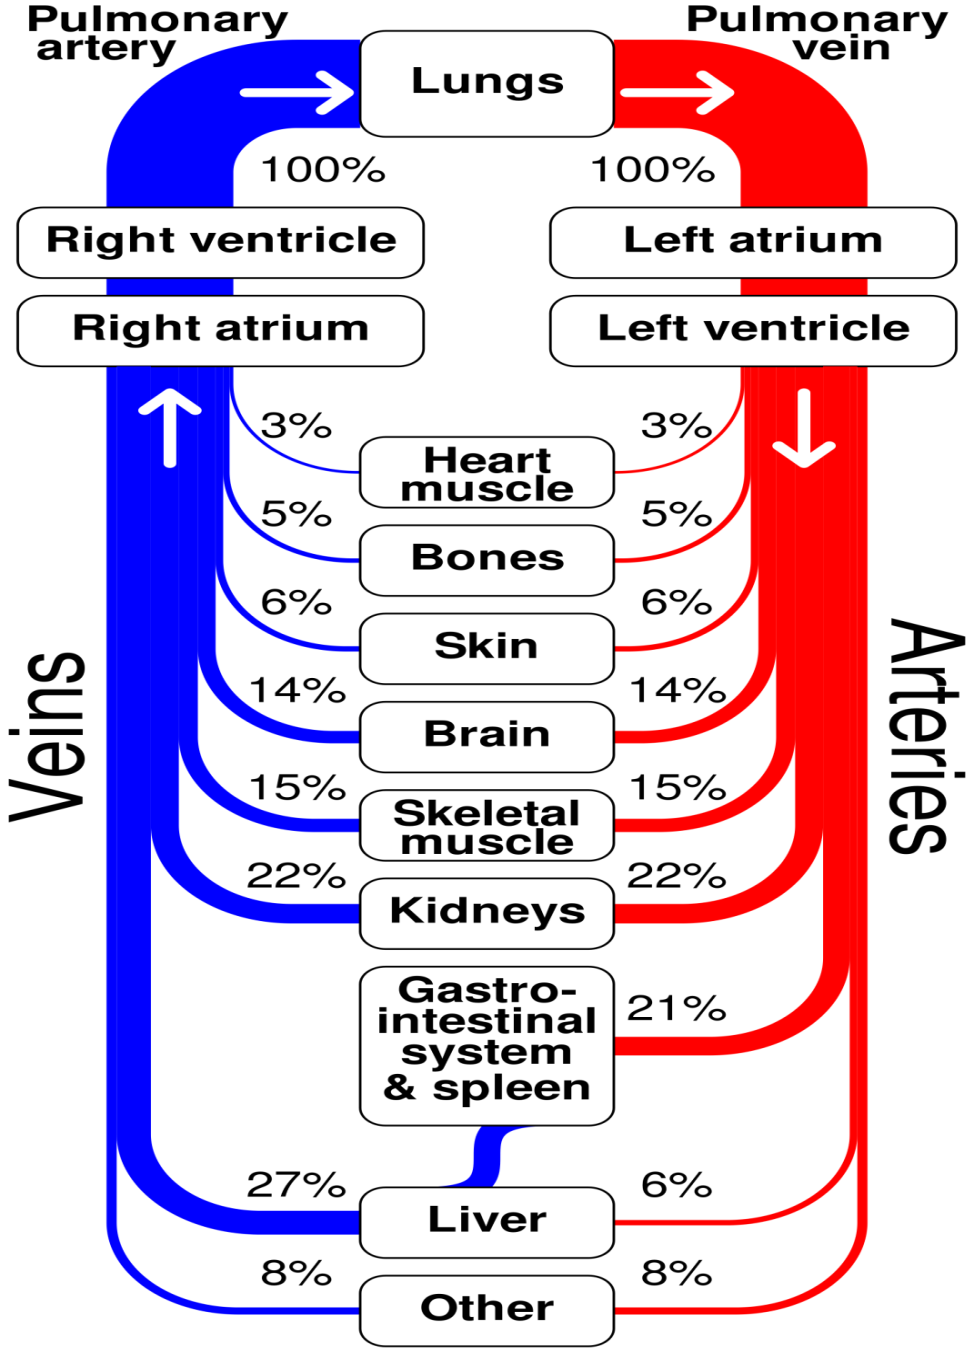 Pulmonary
artery
Pulmonary
vein
Lungs
100%
100%
Right ventricle
Left atrium
Right atrium
Left ventricle
3%
3%
Heart
muscle
5%
5%
Bones
6%
6%
Skin
14%
14%
Brain
15%
15%
Skeletal
muscle
22%
22%
Kidneys
Gastro-
intestinal
system
& spleen
21%
27%
6%
Liver
8%
8%
Other
Veins
Arteries